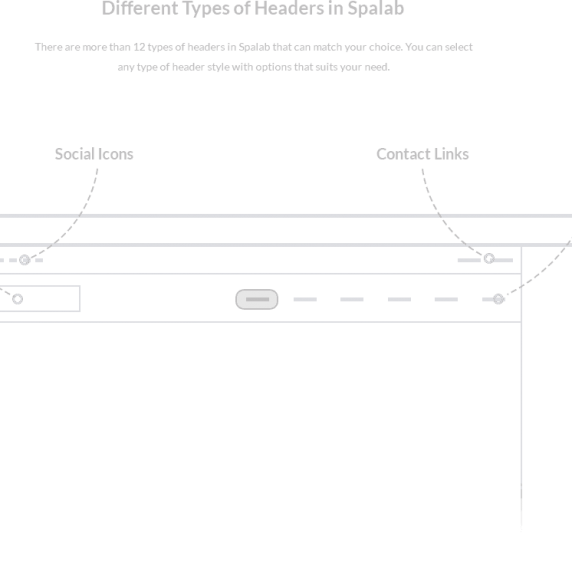 Different Types of Headers in Spalab
There are more than 12 types of headers in Spalab that can match your choice. You can select
any type of header style with options that suits your need.
Social Icons
Contact Links